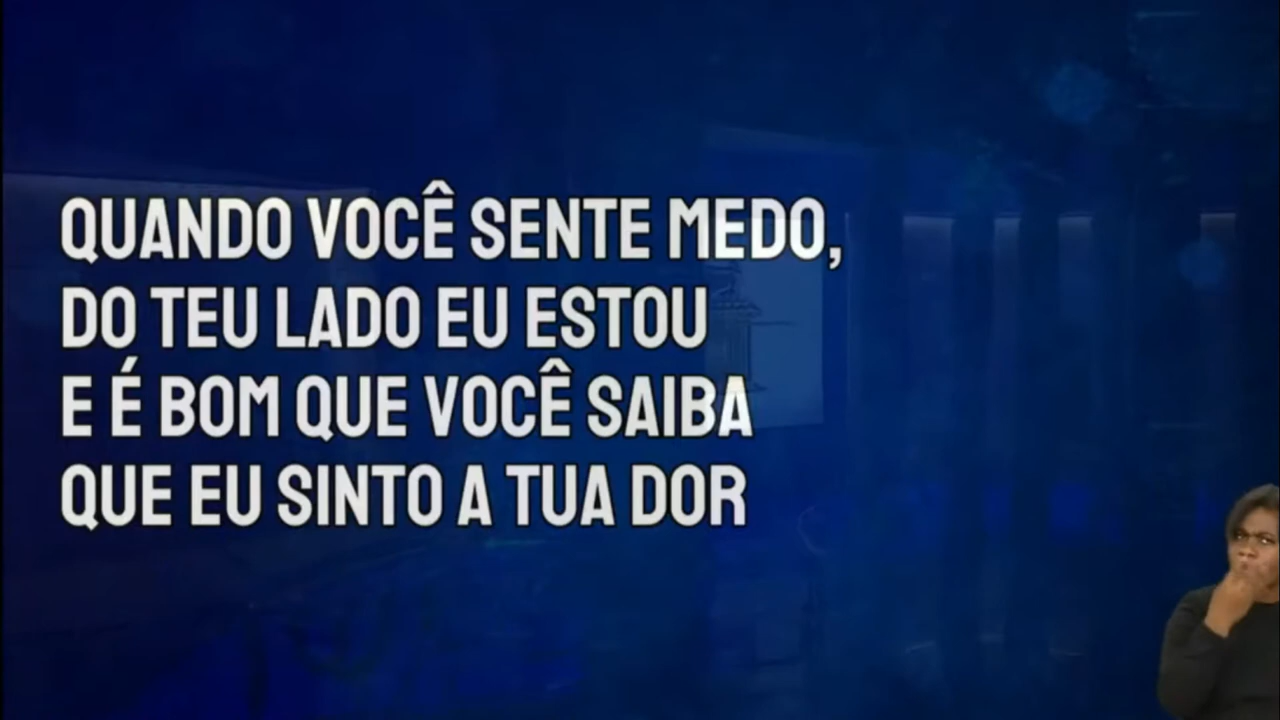 QUANDO VOCÊ SENTE MEDO,
DO TEU LADO EU ESTOU
E É BOM QUE VOCÊ SAIBA
QUE EU SINTO A TUA DOR